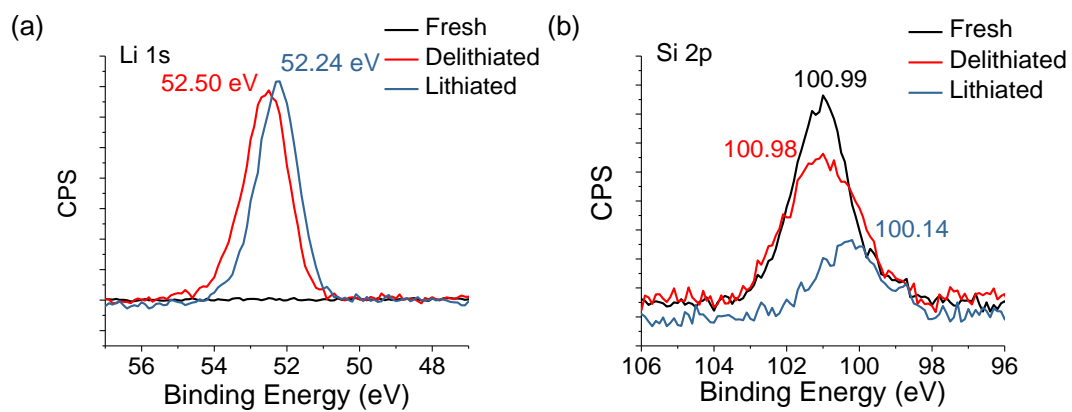 (a)
Li 1s
Fresh
Delithiated
Lithiated
52.50 eV
52.24 eV
CPS
56 54 52 50 48
Binding Energy (eV)
(b)
Si 2p
Fresh
Delithiated
Lithiated
100.99
100.98
100.14
CPS
106 104 102 100 98 96
Binding Energy (eV)